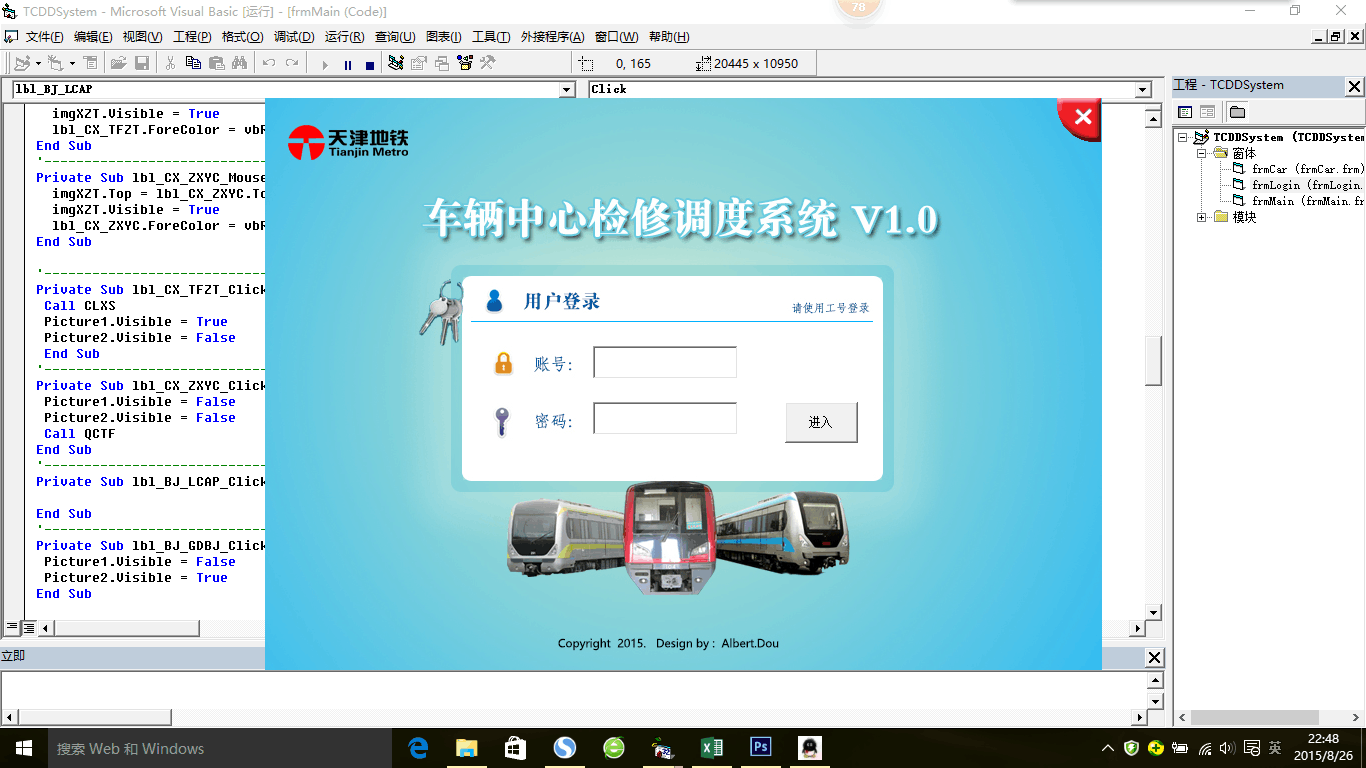 TCDDSystem - Microsoft Visual Basic [运行] - [frmMain (Code)]
78
文件(F) 编辑(E) 视图(V) 工程(P) 格式(O) 调试(D) 运行(R) 查询(U) 图表(I) 工具(T) 外接程序(A) 窗口(W) 帮助(H)
0, 165 20445 x 10950
lbl_BJ_LCAP Click
imgXZT.Visible = True
lbl_CX_TFZT.ForeColor = vbR
End Sub
Private Sub lbl_CX_ZXYC_Mouse
imgXZT.Top = lbl_CX_ZXYC.To
imgXZT.Visible = True
lbl_CX_ZXYC.ForeColor = vbR
End Sub
Private Sub lbl_CX_TFZT_Click
Call CLXS
Picture1.Visible = True
Picture2.Visible = False
End Sub
Private Sub lbl_CX_ZXYC_Click
Picture1.Visible = False
Picture2.Visible = False
Call QCTF
End Sub
Private Sub lbl_BJ_LCAP_Click
End Sub
Private Sub lbl_BJ_GDBJ_Click
Picture1.Visible = False
Picture2.Visible = True
End Sub
立即
天津地铁
Tianjin Metro
车辆中心检修调度系统 V1.0
用户登录 请使用工号登录
账号:
密码:
进入
Copyright 2015. Design by : Albert.Dou
工程 - TCDDSystem
TCDDSystem (TCDDSystem
窗体
frmCar (frmCar.frm)
frmLogin (frmLogin.
frmMain (frmMain.fr
模块
搜索 Web 和 Windows
Ps
英
22:48
2015/8/26